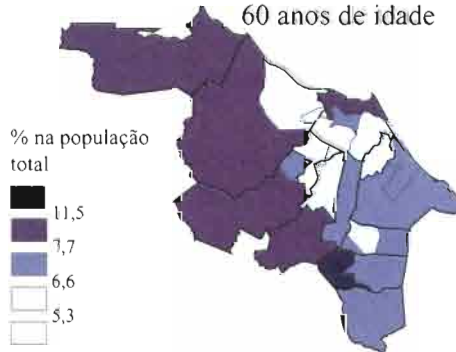 60 anos de idade
% na população
total
11,5
7,7
6,6
5,3